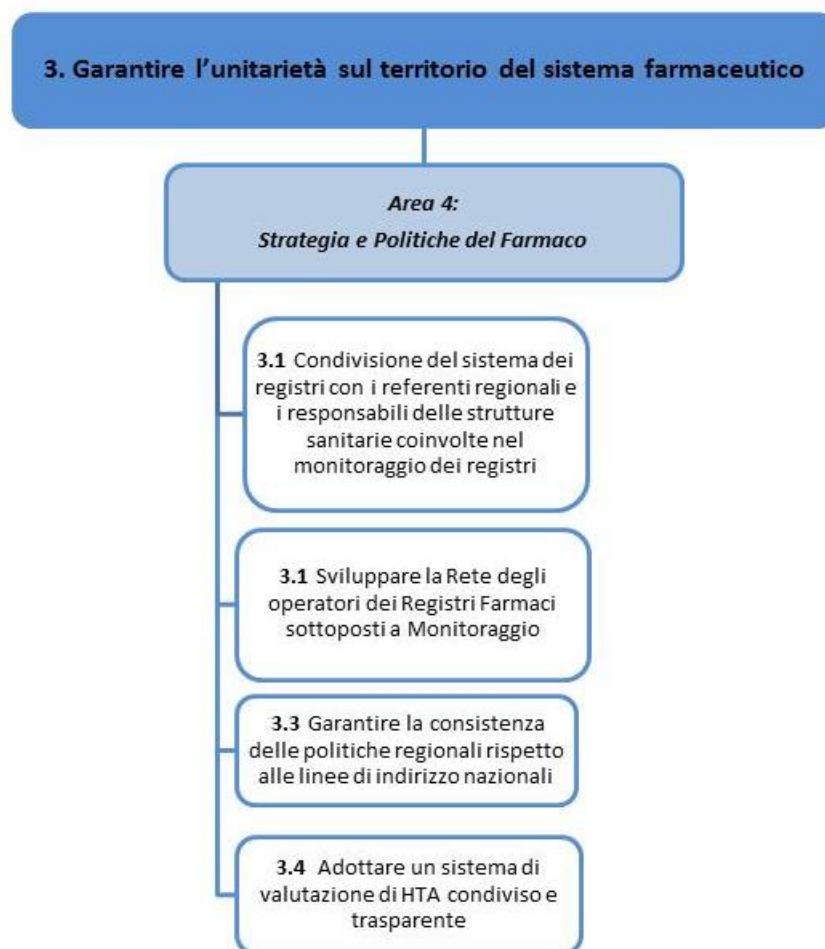 3. Garantire l'unitarietà sul territorio del sistema farmaceutico
Area 4:
Strategia e Politiche del Farmaco
3.1 Condivisione del sistema dei
registri con i referenti regionali e
i responsabili delle strutture
sanitarie coinvolte nel
monitoraggio dei registri
3.1 Sviluppare la Rete degli
operatori dei Registri Farmaci
sottoposti a Monitoraggio
3.3 Garantire la consistenza
delle politiche regionali rispetto
alle linee di indirizzo nazionali
3.4 Adottare un sistema di
valutazione di HTA condiviso e
trasparente